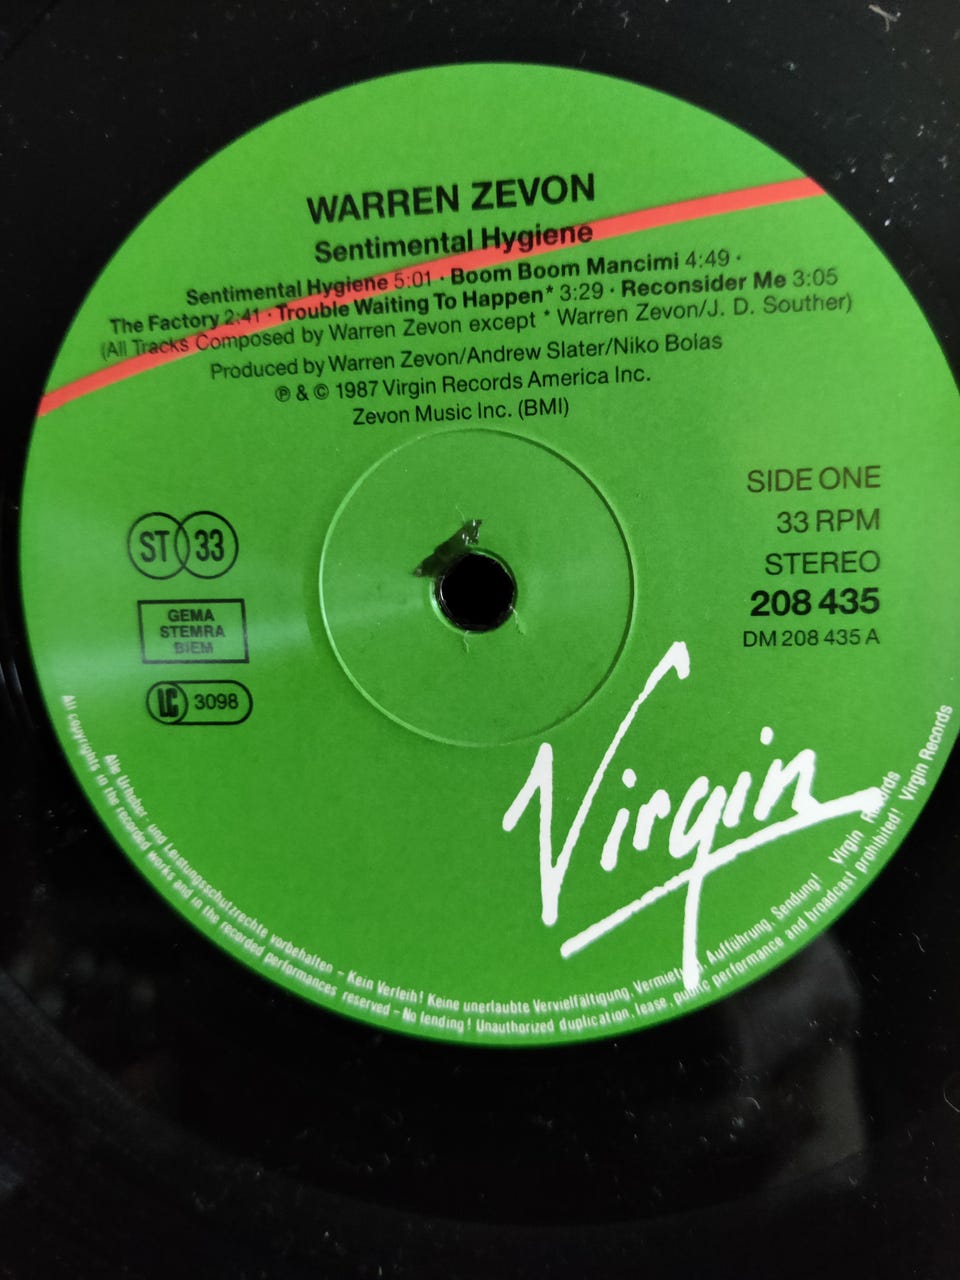 WARREN ZEVON
Sentimental Hygiene
Sentimental Hygiene 5:01 · Boom Boom Mancimi 4:49 ·
The Factory 2:41 · Trouble Waiting To Happen* 3:29 · Reconsider Me 3:05
(All Tracks Composed by Warren Zevon except * Warren Zevon/J. D. Souther)
Produced by Warren Zevon/Andrew Slater/Niko Bolas
℗ & © 1987 Virgin Records America Inc.
Zevon Music Inc. (BMI)
SIDE ONE
33 RPM
STEREO
208 435
DM 208 435 A
ST 33
GEMA
STEMRA
BIEM
LC 3098
Virgin
Alle Urheber- und Leistungsschutzrechte vorbehalten – Kein Verleih! Keine unerlaubte Vervielfältigung, Vermietung, Aufführung, Sendung! Virgin Records
All copyrights in the recorded works and in the recorded performances reserved – No lending! Unauthorized duplication, lease, public performance and broadcast prohibited! Virgin Records